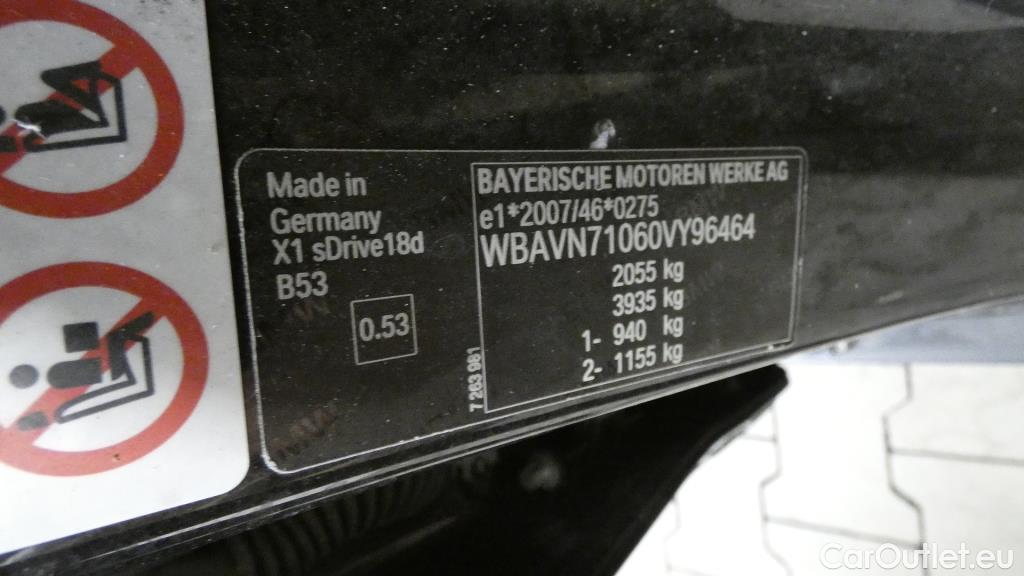 Made in
Germany
X1 sDrive18d
B53
0.53
BAYERISCHE MOTOREN WERKE AG
e1*2007/46*0275
WBAVN71060VY96464
2055 kg
3935 kg
1- 940 kg
2- 1155 kg
7 263 961
CarOutlet.eu